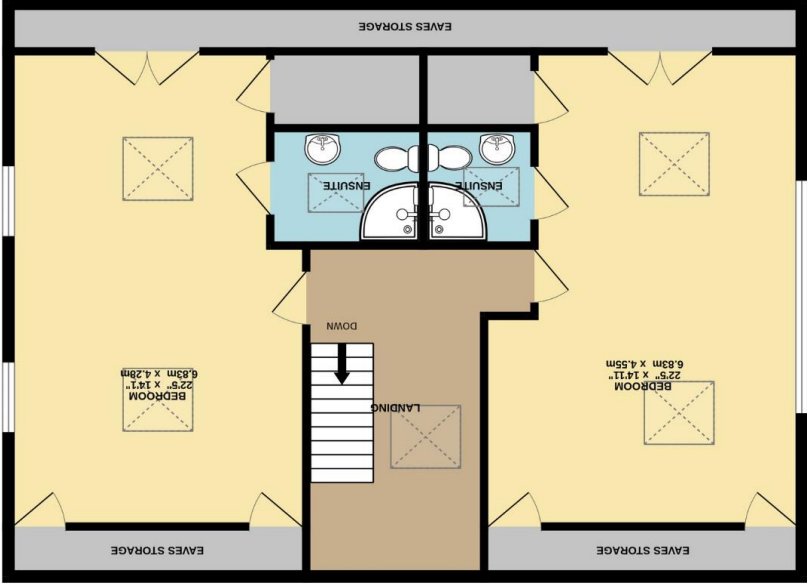 EAVES STORAGE
EAVES STORAGE
LANDING
BEDROOM
22'5" x 14'11"
6.83m x 4.55m
BEDROOM
22'5" x 14'1"
6.83m x 4.28m
DOWN
ENSUITE
ENSUITE
EAVES STORAGE